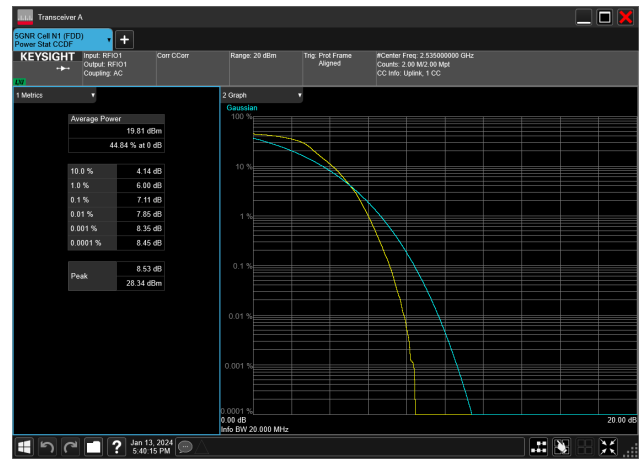 Transceiver A
5GNR Cell N1 (FDD)
Power Stat CCDF
KEYSIGHT
Input: RFIO1
Output: RFIO1
Coupling: AC
Corr CCorr
Range: 20 dBm
Trig: Prot Frame
Aligned
#Center Freq: 2.535000000 GHz
Counts: 2.00 M/2.00 Mpt
CC Info: Uplink, 1 CC
1 Metrics
Average Power
19.81 dBm
44.84 % at 0 dB
10.0 % 4.14 dB
1.0 % 6.00 dB
0.1 % 7.11 dB
0.01 % 7.85 dB
0.001 % 8.35 dB
0.0001 % 8.45 dB
Peak
8.53 dB
28.34 dBm
2 Graph
Gaussian
100 %
10 %
1 %
0.1 %
0.01 %
0.001 %
0.0001 %
0.00 dB
20.00 dB
Info BW 20.000 MHz
Jan 13, 2024
5:40:15 PM